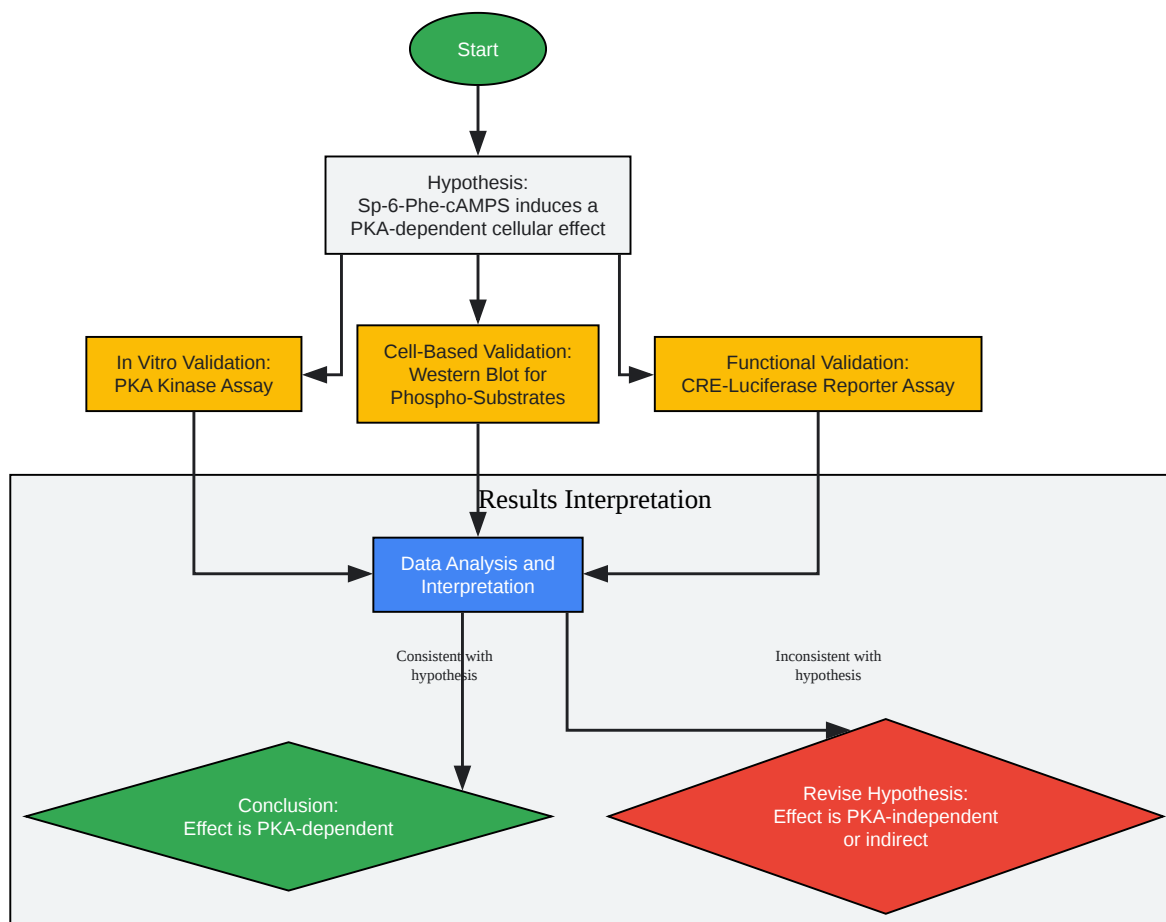 Start
Hypothesis:
Sp-6-Phe-cAMPS induces a
PKA-dependent cellular effect
In Vitro Validation:
PKA Kinase Assay
Cell-Based Validation:
Western Blot for
Phospho-Substrates
Functional Validation:
CRE-Luciferase Reporter Assay
Results Interpretation
Data Analysis and
Interpretation
Consistent with
hypothesis
Inconsistent with
hypothesis
Conclusion:
Effect is PKA-dependent
Revise Hypothesis:
Effect is PKA-independent
or indirect